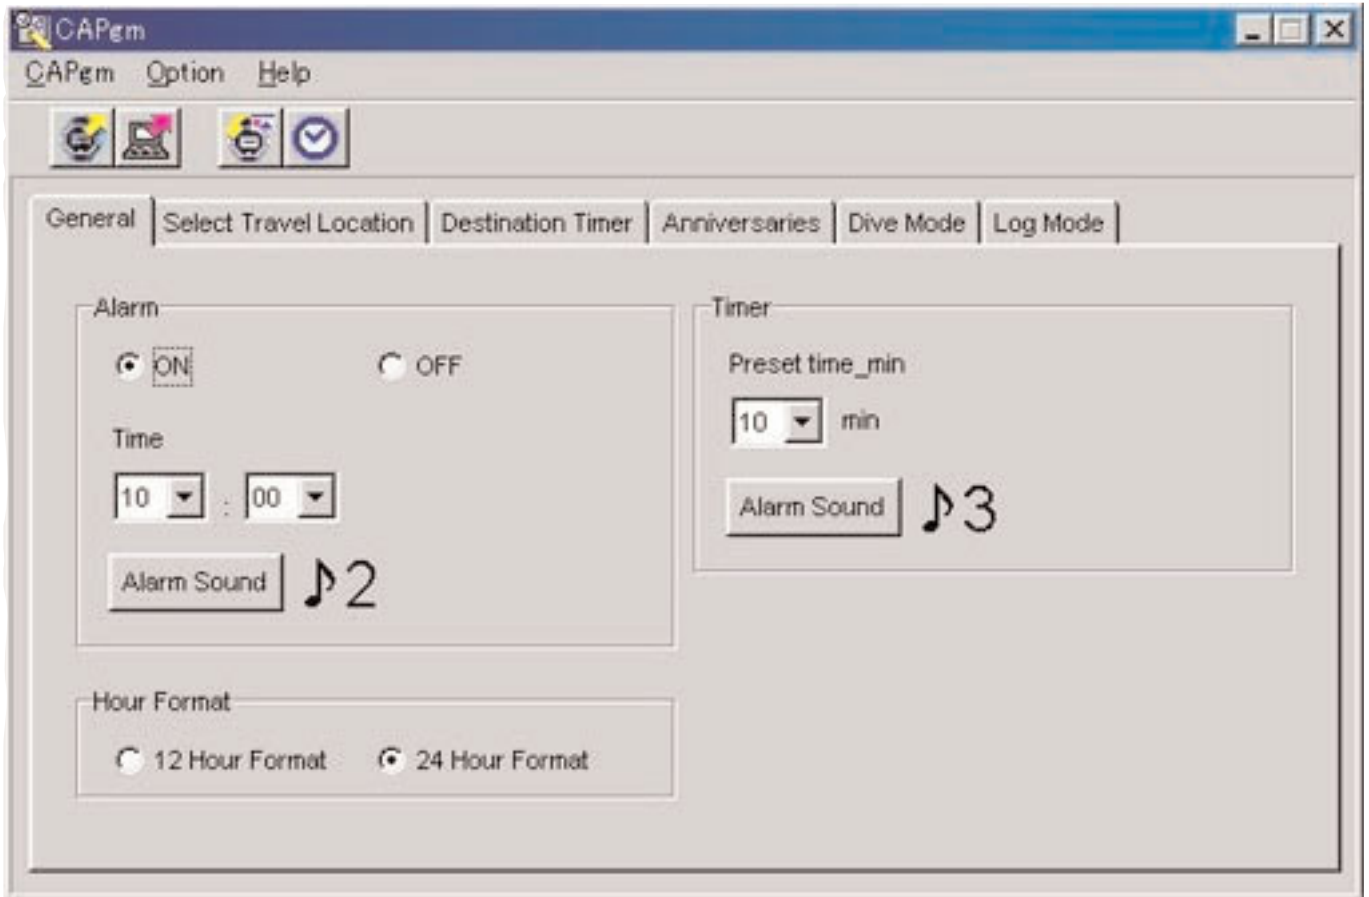 CAPgm
CAPgm Option Help
General Select Travel Location Destination Timer Anniversaries Dive Mode Log Mode
Alarm
ON OFF
Time
10 : 00
Alarm Sound ♪2
Timer
Preset time_min
10 min
Alarm Sound ♪3
Hour Format
12 Hour Format 24 Hour Format